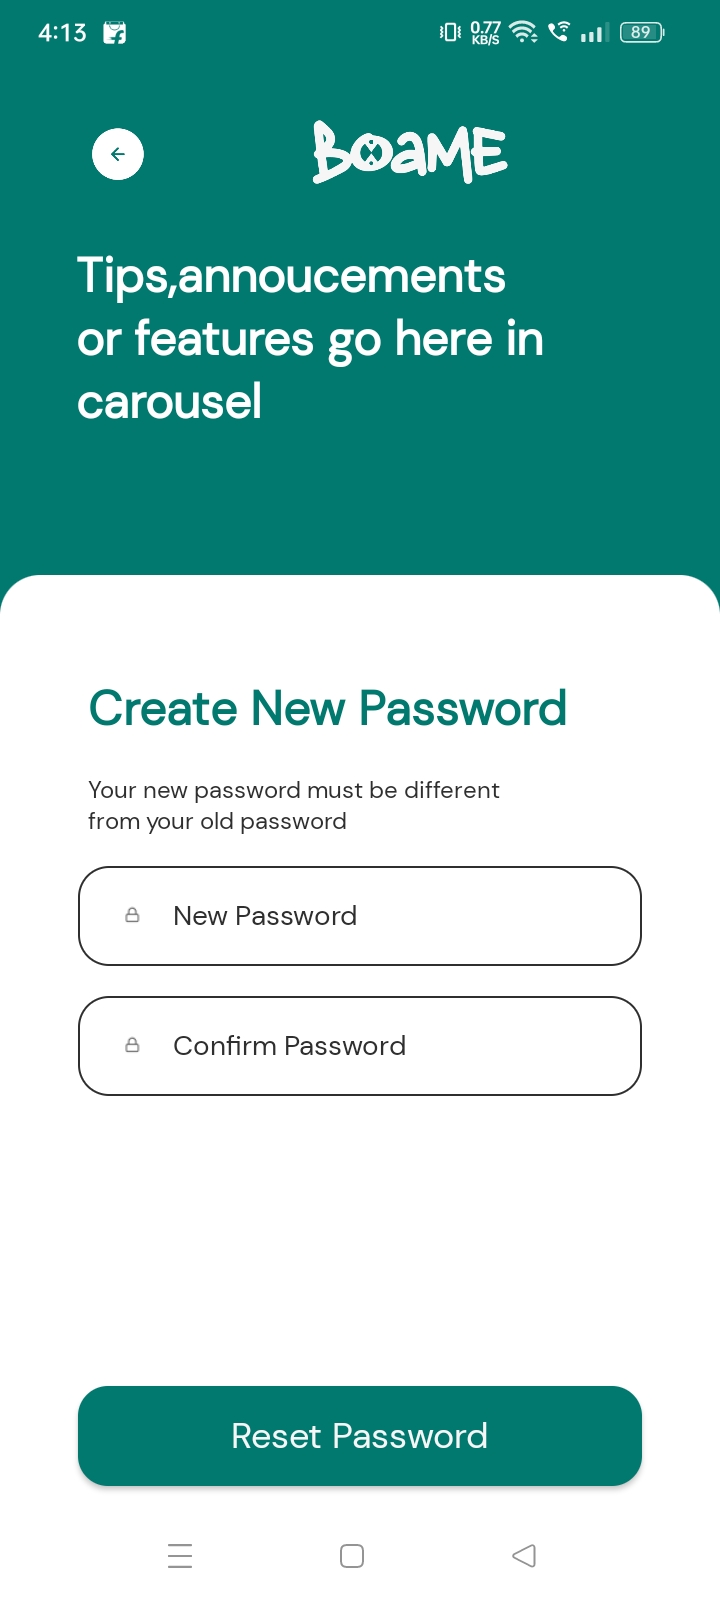 4:13
0.77
KB/S
89
BOaME
Tips,annoucements
or features go here in
carousel
Create New Password
Your new password must be different
from your old password
New Password
Confirm Password
Reset Password